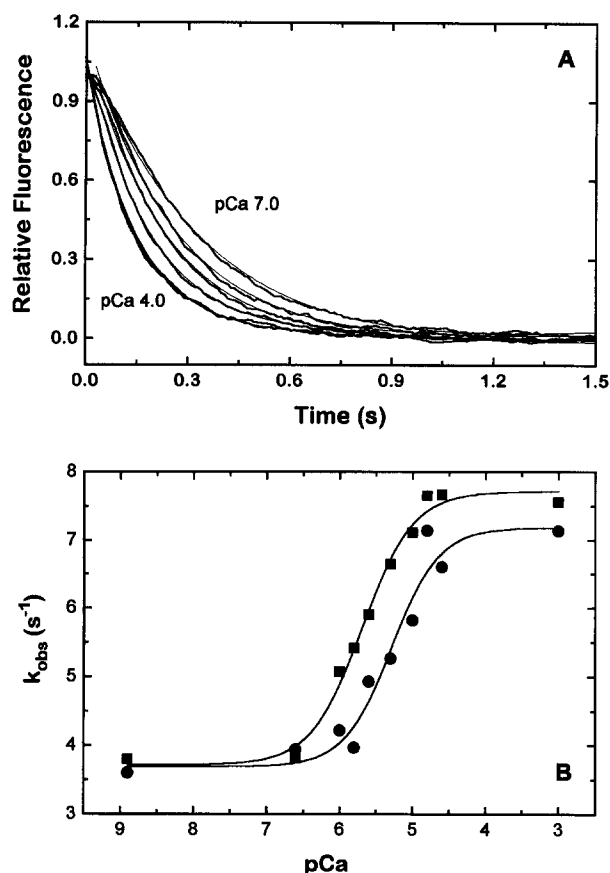 A
1.2
0.9
0.6
0.3
0.0
Relative Fluorescence
pCa 7.0
pCa 4.0
0.0 0.3 0.6 0.9 1.2 1.5
Time (s)
8
7
6
5
4
3
k_obs (s⁻¹)
B
9 8 7 6 5 4 3
pCa